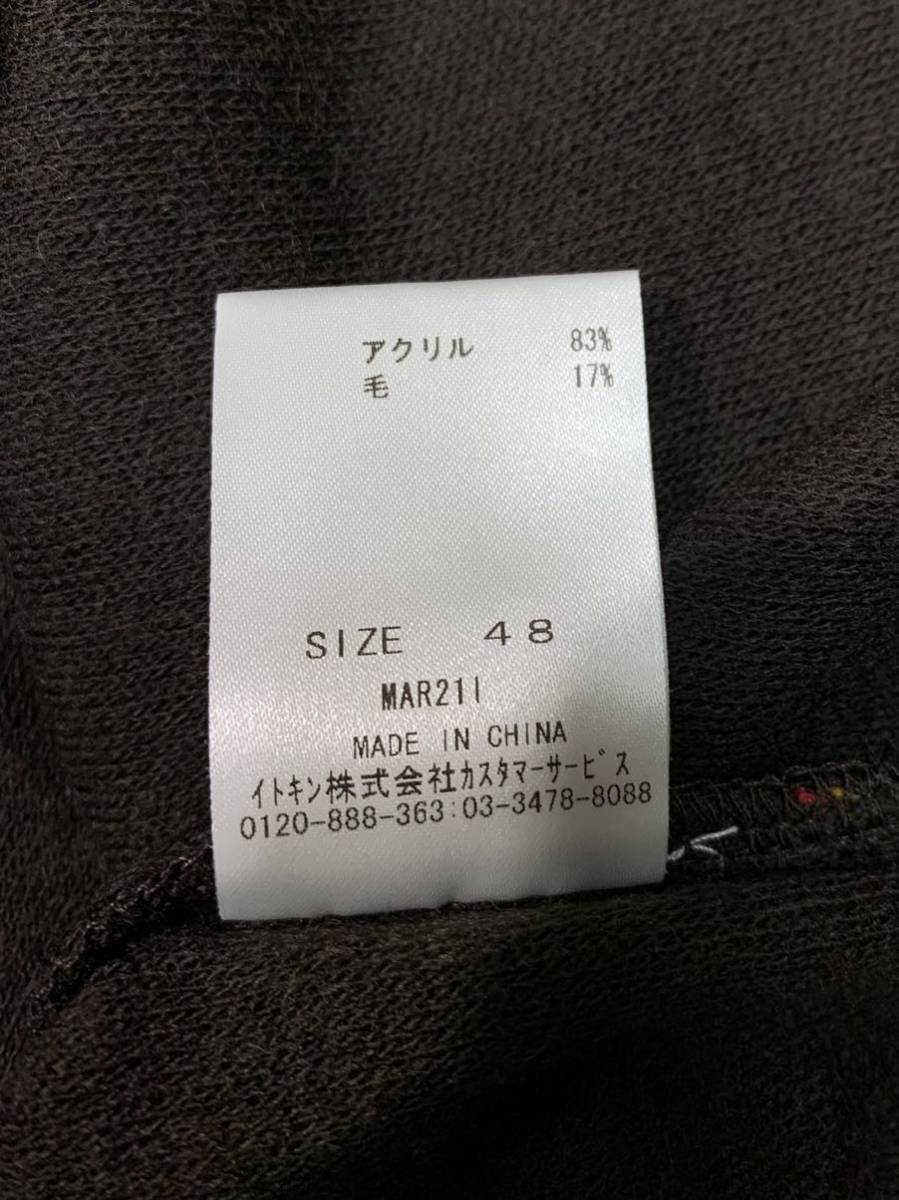 アクリル 83%
毛 17%
SIZE 48
MAR21I
MADE IN CHINA
イトキン株式会社ｶｽﾀﾏｰｻｰﾋﾞｽ
0120-888-363:03-3478-8088